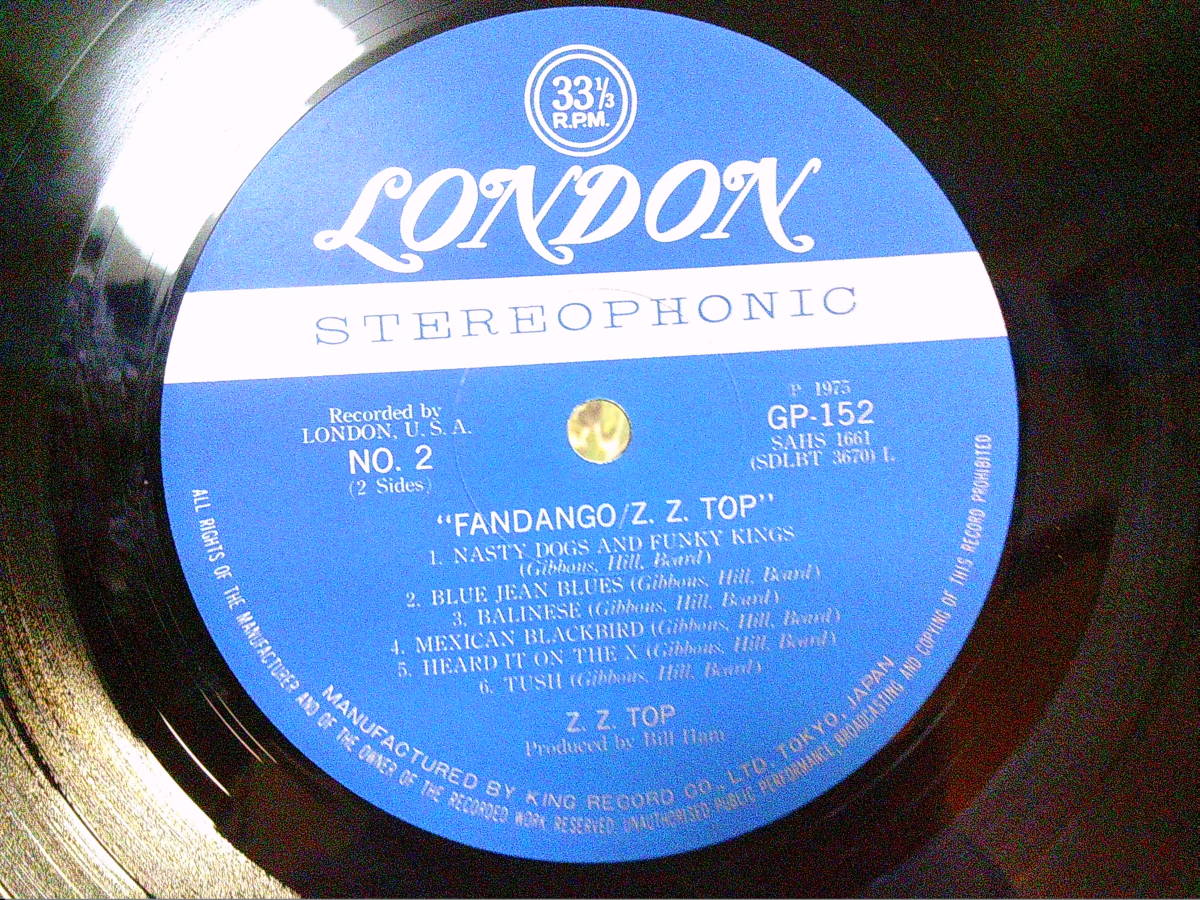 33⅓
R.P.M.
LONDON
STEREOPHONIC
Recorded by
LONDON, U.S.A.
NO. 2
(2 Sides)
P 1975
GP-152
SAHS 1661
(SDLBT 3670) L
"FANDANGO/Z. Z. TOP"
1. NASTY DOGS AND FUNKY KINGS
(Gibbons, Hill, Beard)
2. BLUE JEAN BLUES (Gibbons, Hill, Beard)
3. BALINESE (Gibbons, Hill, Beard)
4. MEXICAN BLACKBIRD (Gibbons, Hill, Beard)
5. HEARD IT ON THE X (Gibbons, Hill, Beard)
6. TUSH (Gibbons, Hill, Beard)
Z. Z. TOP
Produced by Bill Ham
MANUFACTURED BY KING RECORD CO., LTD. TOKYO, JAPAN
ALL RIGHTS OF THE MANUFACTURER AND OF THE OWNER OF THE RECORDED WORK RESERVED. UNAUTHORISED PUBLIC PERFORMANCE, BROADCASTING AND COPYING OF THIS RECORD PROHIBITED